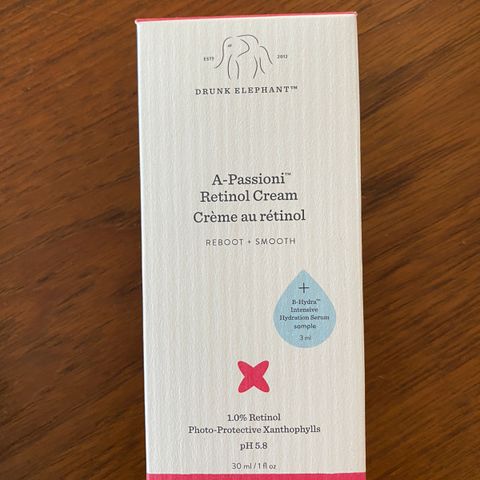 ESTD 2012
DRUNK ELEPHANT™
A-Passioni™
Retinol Cream
Crème au rétinol
REBOOT + SMOOTH
+
B-Hydra™
Intensive
Hydration Serum
sample
3 ml
1.0% Retinol
Photo-Protective Xanthophylls
pH 5.8
30 ml / 1 fl oz